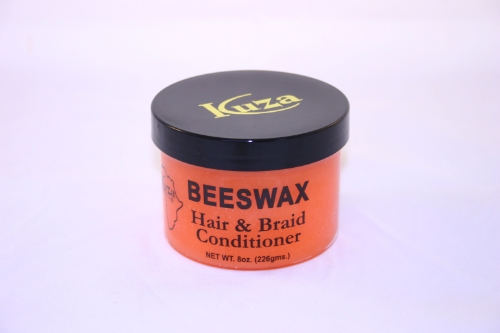 Kuza
BEESWAX
Hair & Braid
Conditioner
NET WT. 8oz. (226gms.)